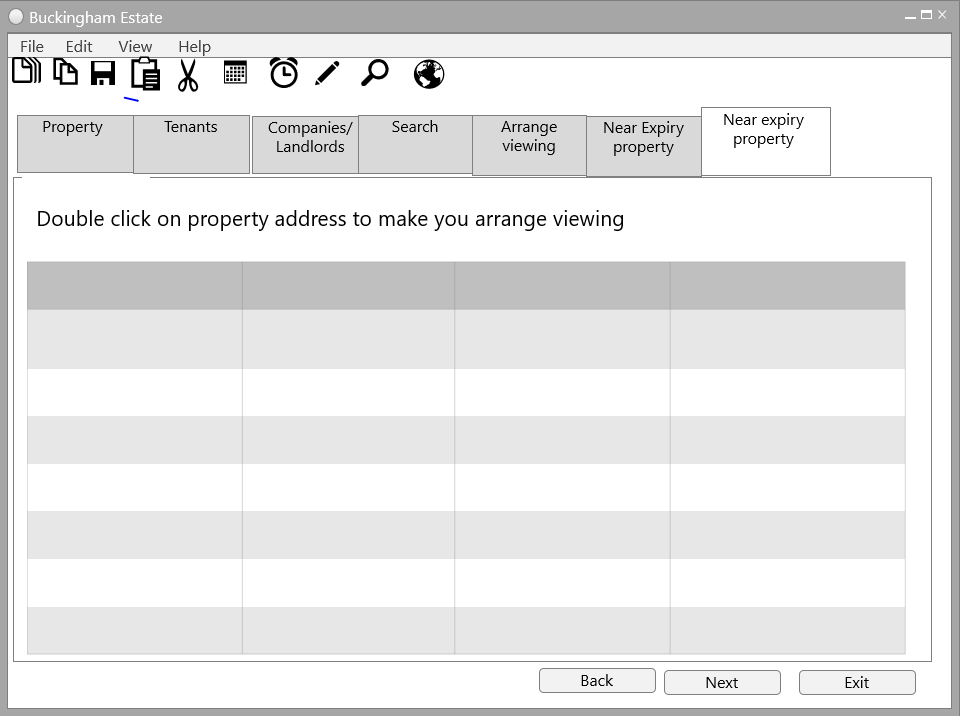 Buckingham Estate
File Edit View Help
Property
Tenants
Companies/
Landlords
Search
Arrange
viewing
Near Expiry
property
Near expiry
property
Double click on property address to make you arrange viewing
Back
Next
Exit